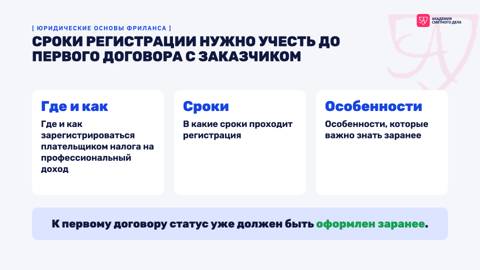 [ ЮРИДИЧЕСКИЕ ОСНОВЫ ФРИЛАНСА ]
АКАДЕМИЯ
СМЕТНОГО ДЕЛА
СРОКИ РЕГИСТРАЦИИ НУЖНО УЧЕСТЬ ДО
ПЕРВОГО ДОГОВОРА С ЗАКАЗЧИКОМ
Где и как
Где и как
зарегистрироваться
плательщиком налога на
профессиональный
доход
Сроки
В какие сроки проходит
регистрация
Особенности
Особенности, которые
важно знать заранее
К первому договору статус уже должен быть оформлен заранее.